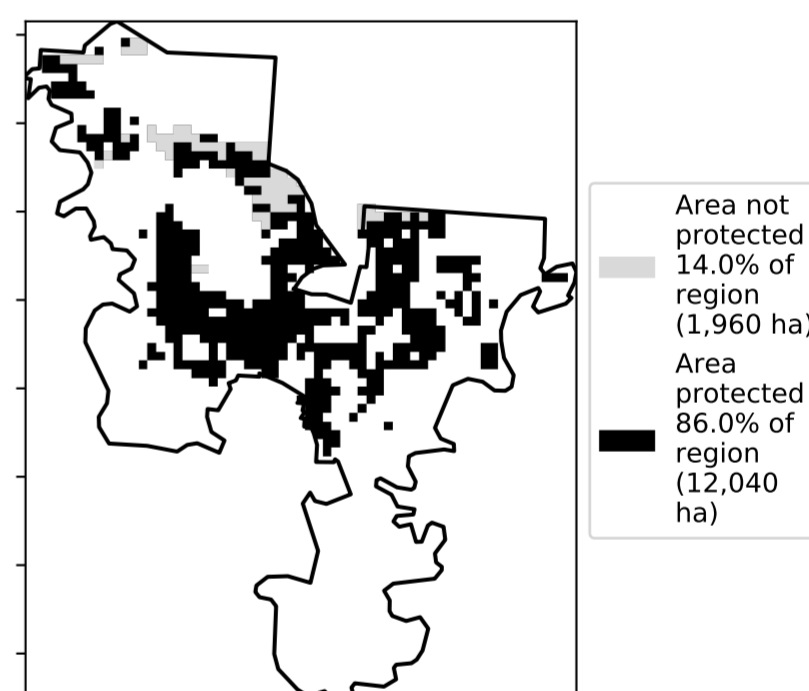 Area not
protected
14.0% of
region
(1,960 ha)
Area
protected
86.0% of
region
(12,040
ha)